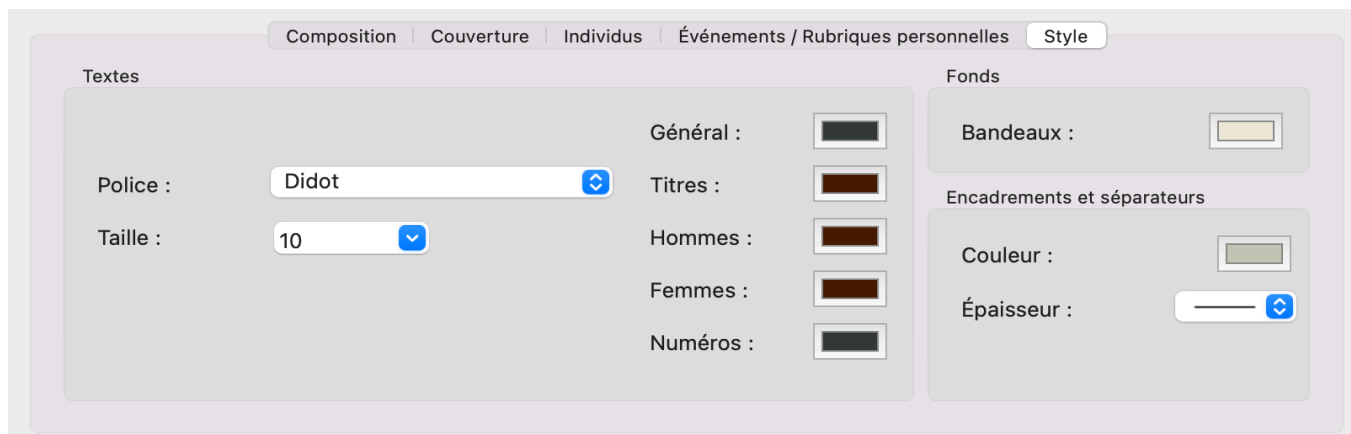 Composition Couverture Individus Événements / Rubriques personnelles Style
Textes
Police : Didot
Taille : 10
Général :
Titres :
Hommes :
Femmes :
Numéros :
Fonds
Bandeaux :
Encadrements et séparateurs
Couleur :
Épaisseur :